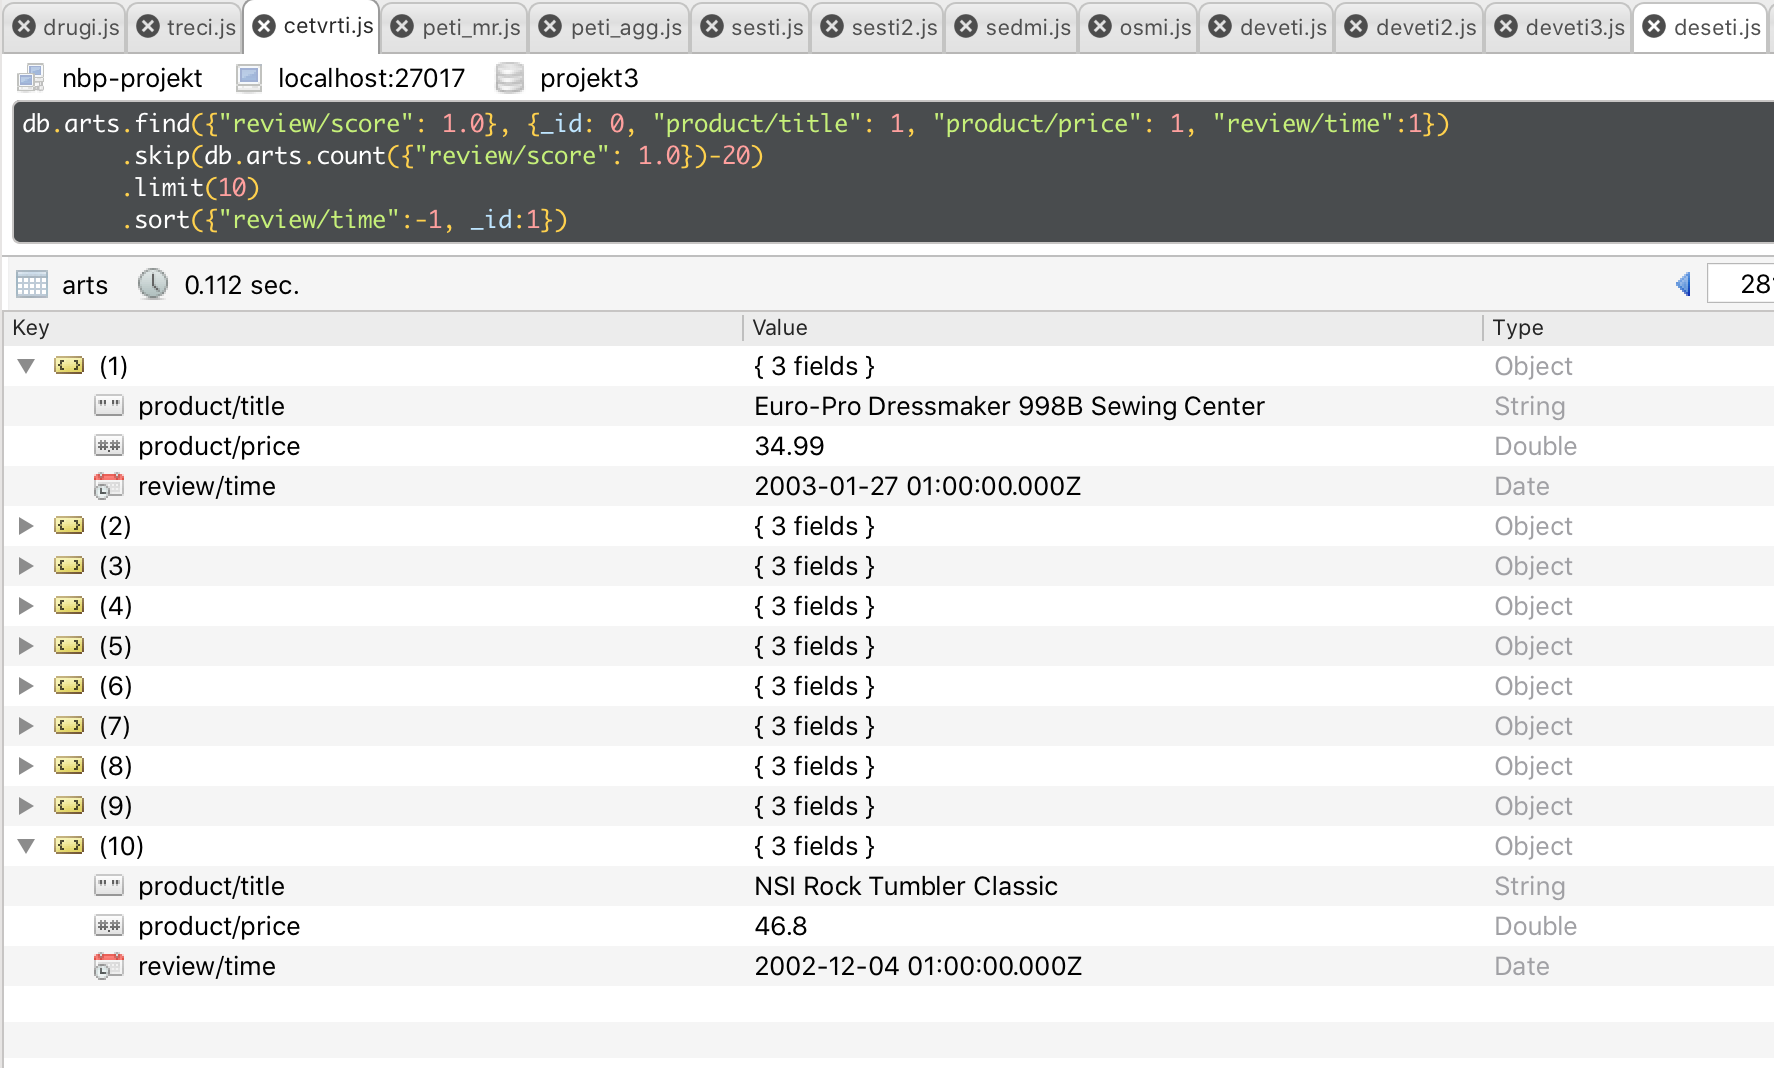 drugi.js treci.js cetvrti.js peti_mr.js peti_agg.js sesti.js sesti2.js sedmi.js osmi.js deveti.js deveti2.js deveti3.js deseti.js
nbp-projekt localhost:27017 projekt3
db.arts.find({"review/score": 1.0}, {_id: 0, "product/title": 1, "product/price": 1, "review/time":1})
.skip(db.arts.count({"review/score": 1.0})-20)
.limit(10)
.sort({"review/time":-1, _id:1})
arts 0.112 sec.
Key Value Type
(1) { 3 fields } Object
product/title Euro-Pro Dressmaker 998B Sewing Center String
product/price 34.99 Double
review/time 2003-01-27 01:00:00.000Z Date
(2) { 3 fields } Object
(3) { 3 fields } Object
(4) { 3 fields } Object
(5) { 3 fields } Object
(6) { 3 fields } Object
(7) { 3 fields } Object
(8) { 3 fields } Object
(9) { 3 fields } Object
(10) { 3 fields } Object
product/title NSI Rock Tumbler Classic String
product/price 46.8 Double
review/time 2002-12-04 01:00:00.000Z Date